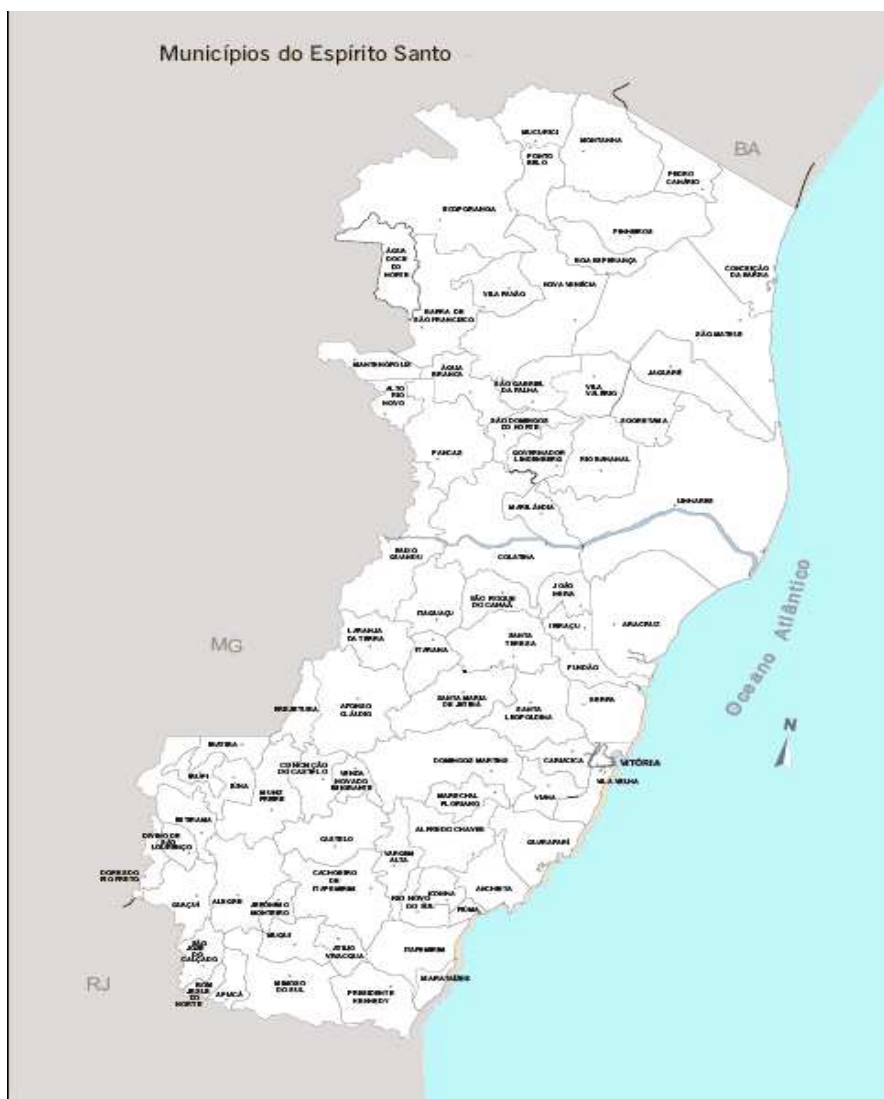 Municípios do Espírito Santo
BA
MUCURICI
MONTANHA
PONTO
BELO
PEDRO
CANÁRIO
ECOPORANGA
PINHEIROS
ÁGUA
DOCE
DO
NORTE
BOA ESPERANÇA
CONCEIÇÃO
DA BARRA
NOVA VENÉCIA
VILA PAVÃO
BARRA DE
SÃO FRANCISCO
SÃO MATEUS
MANTENÓPOLIS
ÁGUA
BRANCA
JAGUARÉ
ALTO
RIO
NOVO
SÃO GABRIEL
DA PALHA
VILA
VALÉRIO
SÃO DOMINGOS
DO NORTE
SOORETAMA
PANCAS
GOVERNADOR
LINDENBERG
RIO BANANAL
MARILÂNDIA
LINHARES
BAIXO
GUANDU
COLATINA
JOÃO
NEIVA
SÃO ROQUE
DO CANAÃ
ITAGUAÇU
IBIRAÇU
ARACRUZ
LARANJA
DA TERRA
SANTA
TERESA
ITARANA
MG
FUNDÃO
Oceano Atlântico
SANTA MARIA
DE JETIBÁ
SERRA
BREJETUBA
AFONSO
CLÁUDIO
SANTA
LEOPOLDINA
N
IBATIBA
CONCEIÇÃO
DO CASTELO
DOMINGOS MARTINS
CARIACICA
VITÓRIA
IRUPI
IÚNA
VENDA
NOVA DO
IMIGRANTE
VILA VELHA
MUNIZ
FREIRE
MARECHAL
FLORIANO
VIANA
IBITIRAMA
ALFREDO CHAVES
DIVINO DE
SÃO
LOURENÇO
CASTELO
GUARAPARI
VARGEM
ALTA
DORES DO
RIO PRETO
CACHOEIRO
DE
ITAPEMIRIM
ICONHA
ANCHIETA
GUAÇUÍ
ALEGRE
JERÔNIMO
MONTEIRO
RIO NOVO
DO SUL
PIÚMA
MUQUI
SÃO
JOSÉ
DO
CALÇADO
ATÍLIO
VIVACQUA
ITAPEMIRIM
RJ
MARATAÍZES
BOM
JESUS
DO
NORTE
APIACÁ
MIMOSO
DO SUL
PRESIDENTE
KENNEDY